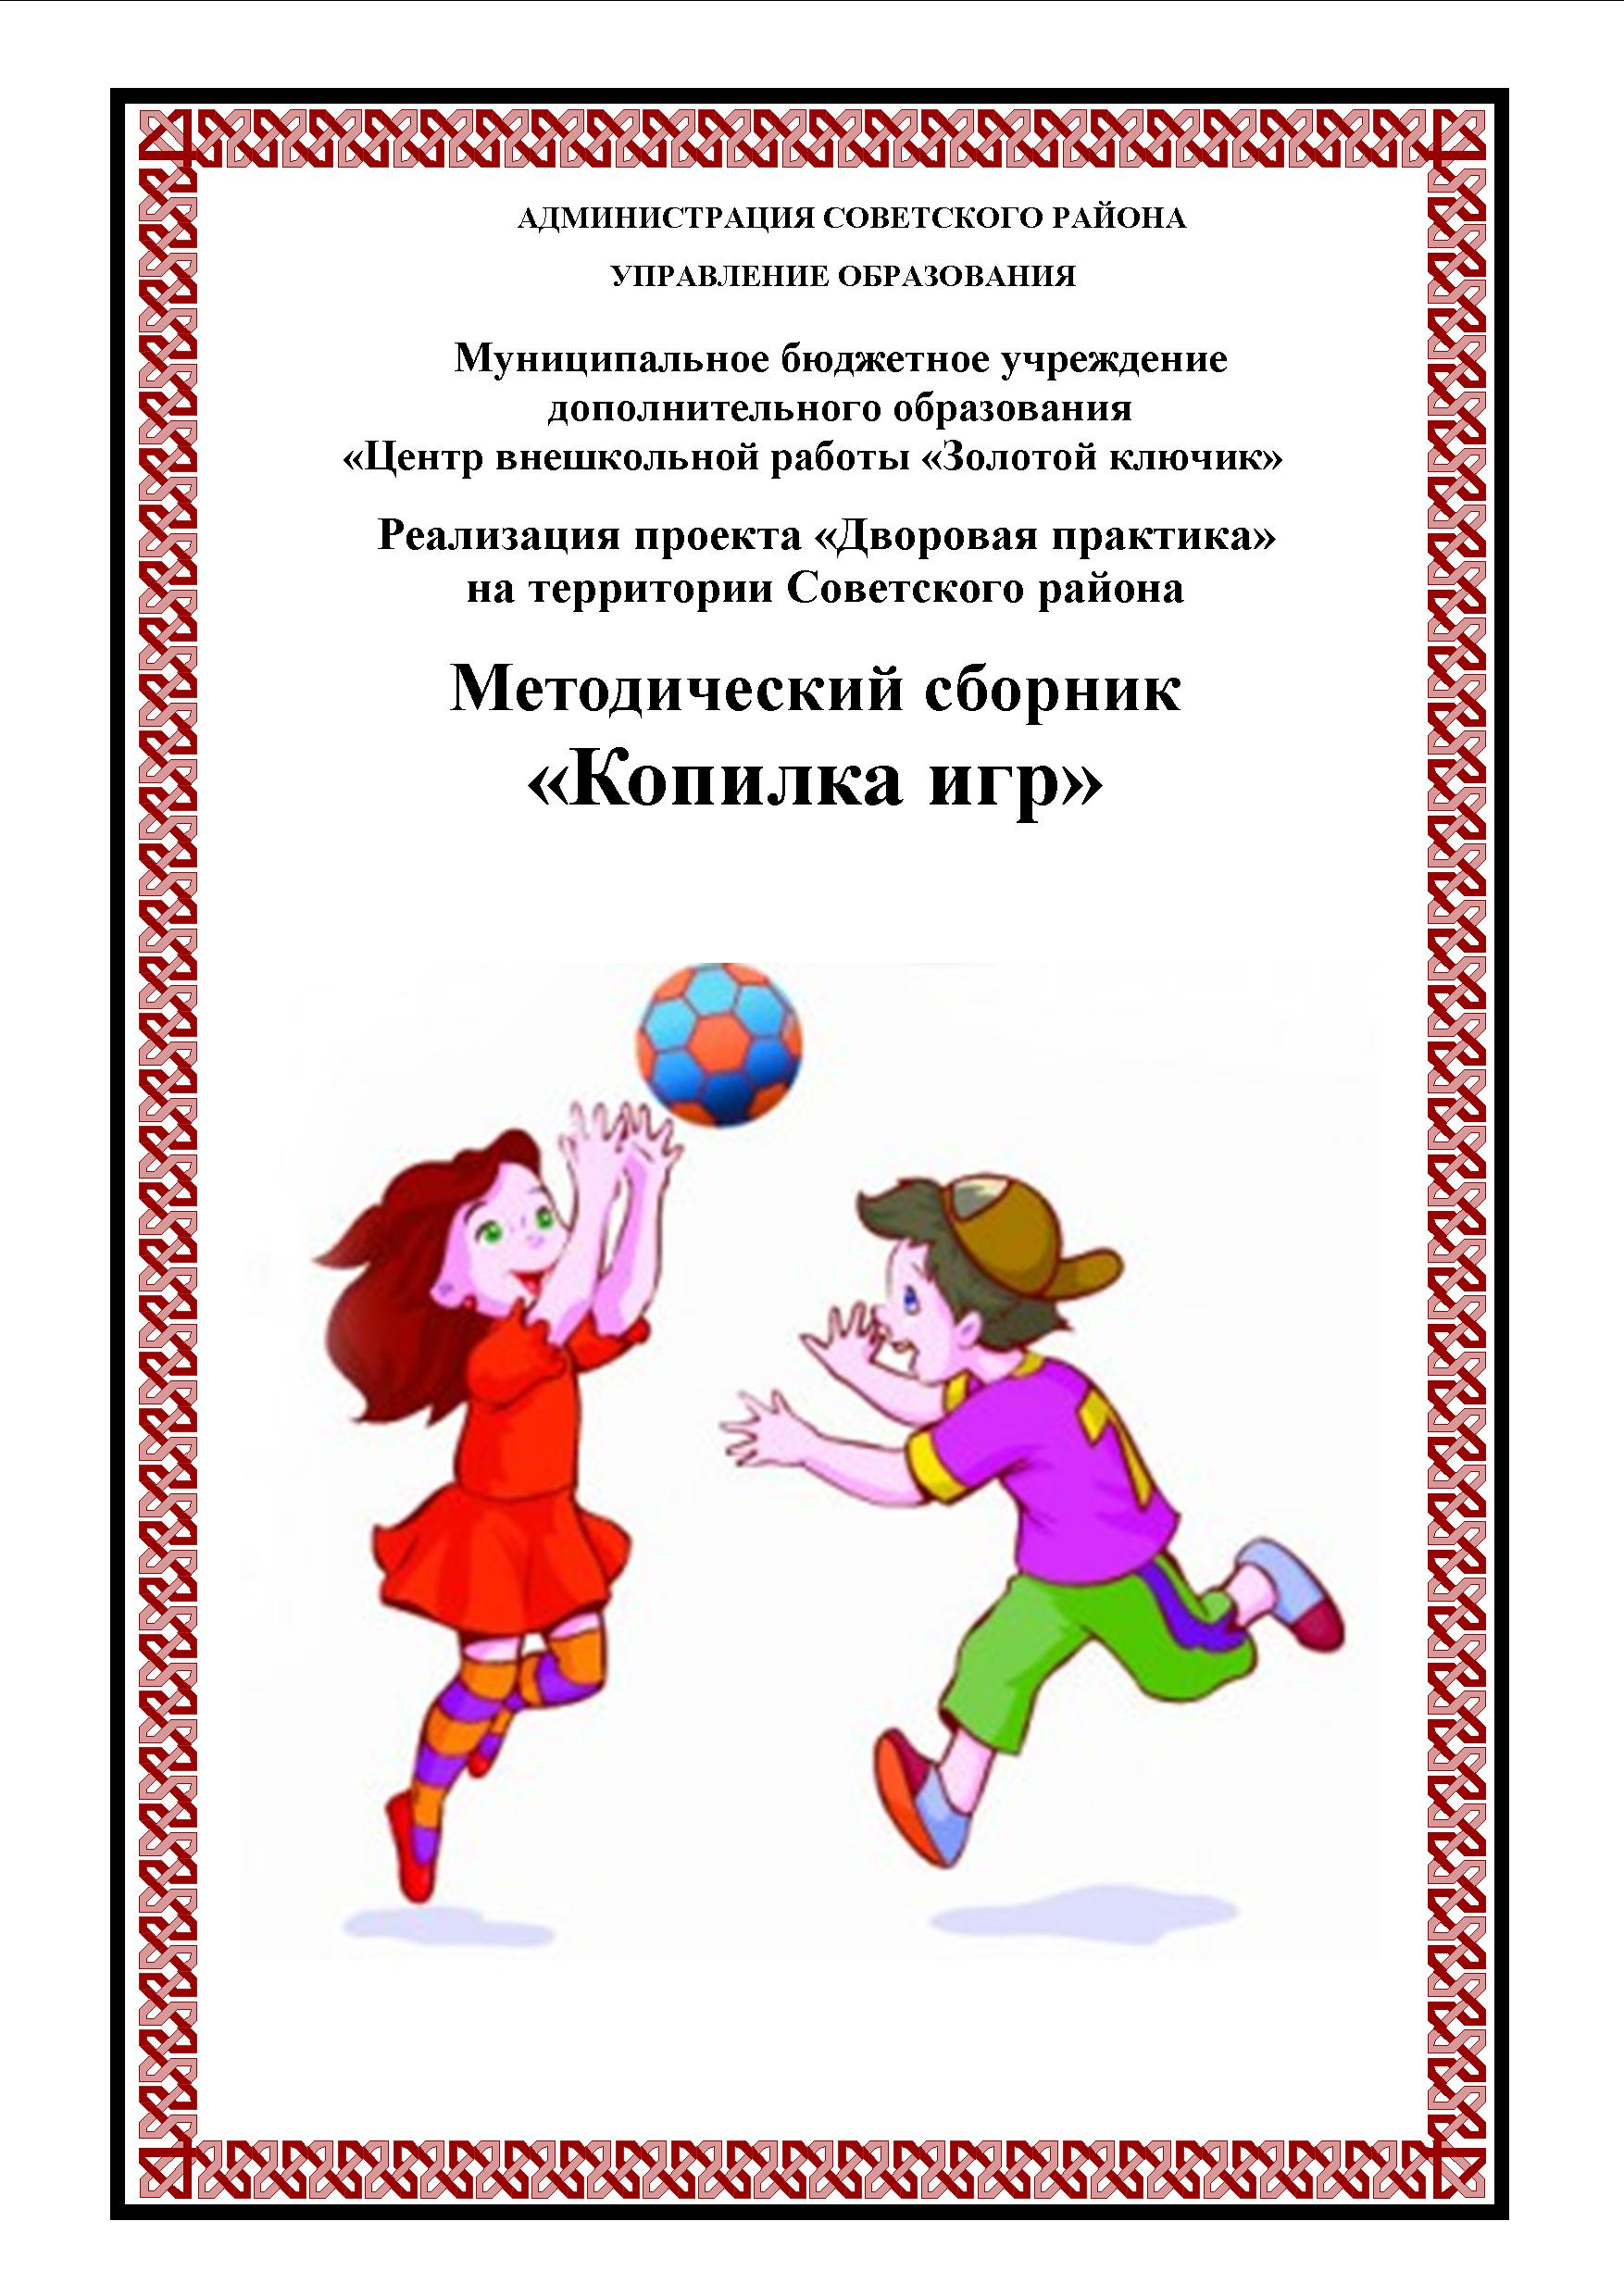 АДМИНИСТРАЦИЯ СОВЕТСКОГО РАЙОНА
УПРАВЛЕНИЕ ОБРАЗОВАНИЯ
Муниципальное бюджетное учреждение
дополнительного образования
«Центр внешкольной работы «Золотой ключик»
Реализация проекта «Дворовая практика»
на территории Советского района
Методический сборник
«Копилка игр»